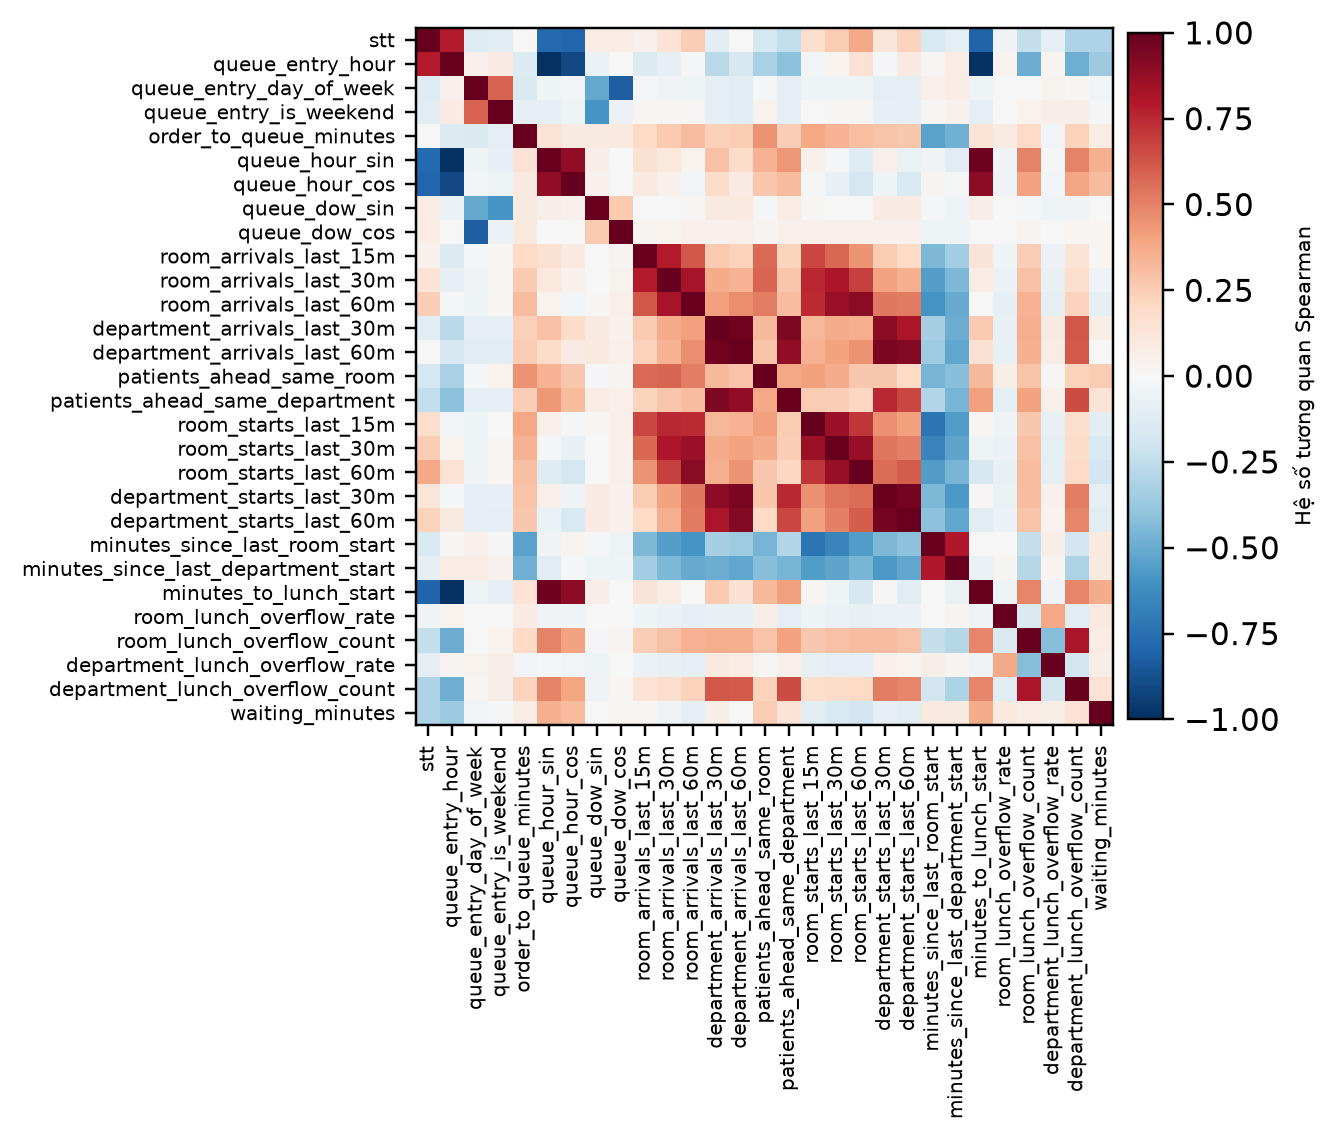 stt
queue_entry_hour
queue_entry_day_of_week
queue_entry_is_weekend
order_to_queue_minutes
queue_hour_sin
queue_hour_cos
queue_dow_sin
queue_dow_cos
room_arrivals_last_15m
room_arrivals_last_30m
room_arrivals_last_60m
department_arrivals_last_30m
department_arrivals_last_60m
patients_ahead_same_room
patients_ahead_same_department
room_starts_last_15m
room_starts_last_30m
room_starts_last_60m
department_starts_last_30m
department_starts_last_60m
minutes_since_last_room_start
minutes_since_last_department_start
minutes_to_lunch_start
room_lunch_overflow_rate
room_lunch_overflow_count
department_lunch_overflow_rate
department_lunch_overflow_count
waiting_minutes
stt
queue_entry_hour
queue_entry_day_of_week
queue_entry_is_weekend
order_to_queue_minutes
queue_hour_sin
queue_hour_cos
queue_dow_sin
queue_dow_cos
room_arrivals_last_15m
room_arrivals_last_30m
room_arrivals_last_60m
department_arrivals_last_30m
department_arrivals_last_60m
patients_ahead_same_room
patients_ahead_same_department
room_starts_last_15m
room_starts_last_30m
room_starts_last_60m
department_starts_last_30m
department_starts_last_60m
minutes_since_last_room_start
minutes_since_last_department_start
minutes_to_lunch_start
room_lunch_overflow_rate
room_lunch_overflow_count
department_lunch_overflow_rate
department_lunch_overflow_count
waiting_minutes
1.00
0.75
0.50
0.25
0.00
−0.25
−0.50
−0.75
−1.00
Hệ số tương quan Spearman